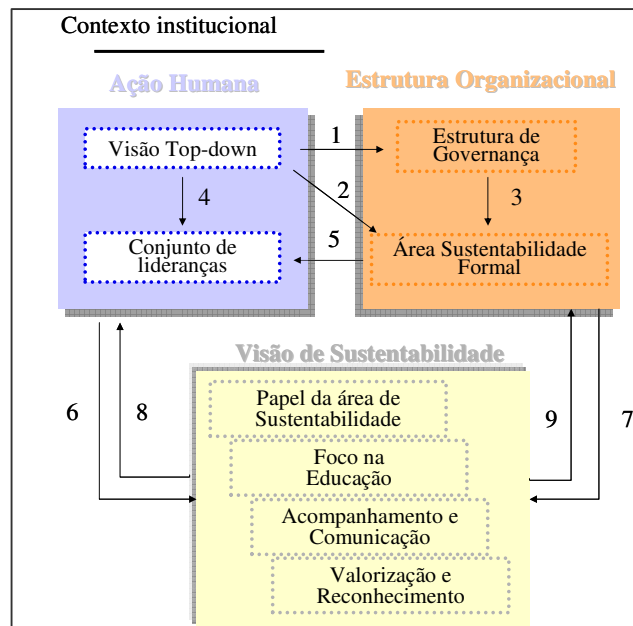 Contexto institucional
Ação Humana
Estrutura Organizacional
Visão Top-down
1
Estrutura de
Governança
2
4
3
Conjunto de
lideranças
5
Área Sustentabilidade
Formal
Visão de Sustentabilidade
6
8
9
7
Papel da área de
Sustentabilidade
Foco na
Educação
Acompanhamento e
Comunicação
Valorização e
Reconhecimento